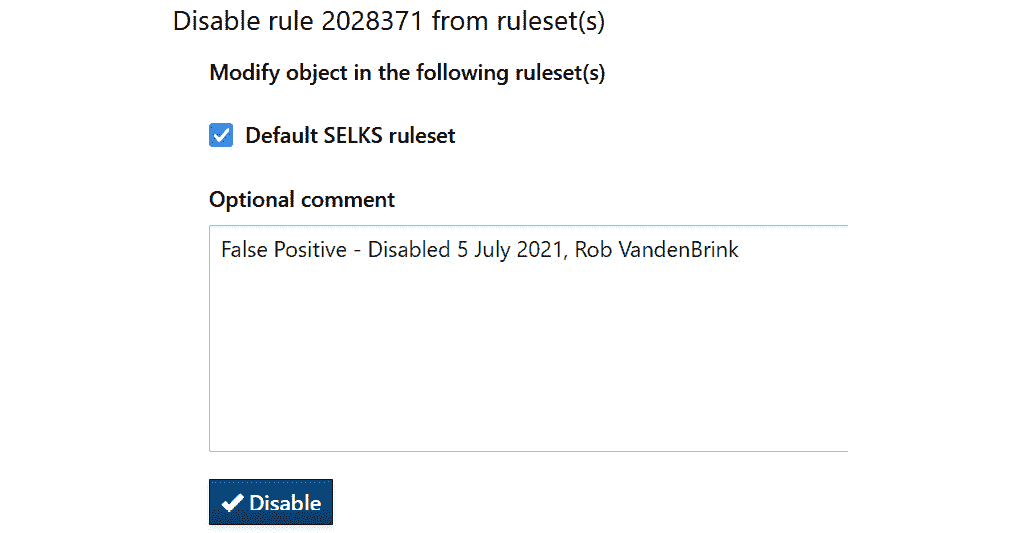 Disable rule 2028371 from ruleset(s)
Modify object in the following ruleset(s)
Default SELKS ruleset
Optional comment
False Positive - Disabled 5 July 2021, Rob VandenBrink
Disable